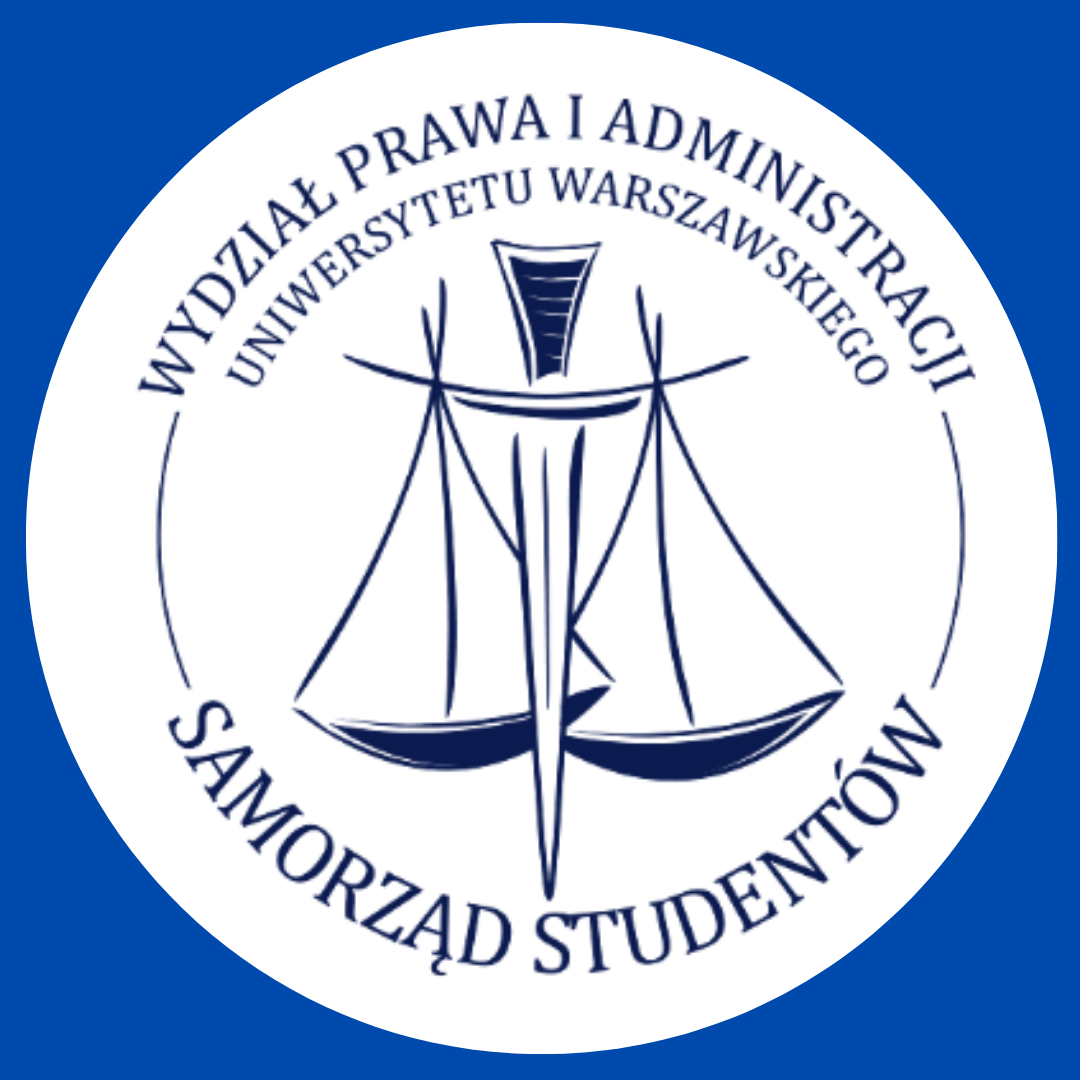 WYDZIAŁ PRAWA I ADMINISTRACJI
UNIWERSYTETU WARSZAWSKIEGO
SAMORZĄD STUDENTÓW